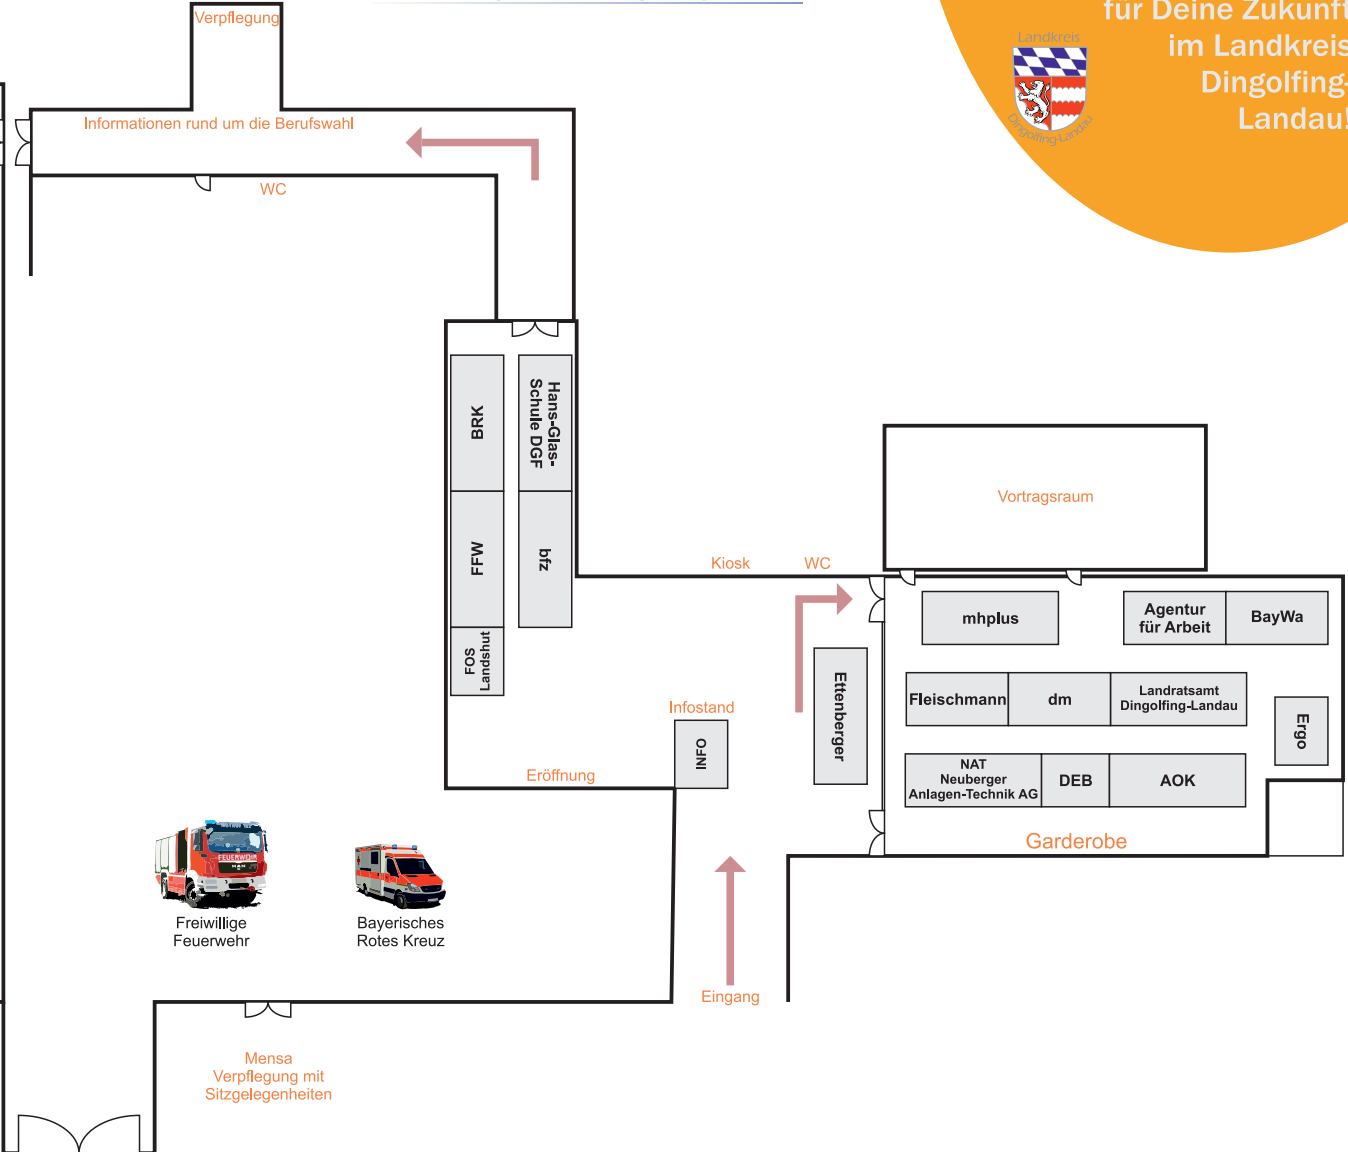 Verpflegung
für Deine Zukunft
im Landkreis
Dingolfing-
Landau!
Landkreis
Dingolfing-Landau
Informationen rund um die Berufswahl
WC
BRK
Hans-Glas-
Schule DGF
FFW
bfz
FOS
Landshut
Vortragsraum
Kiosk
WC
mhplus
Agentur
für Arbeit
BayWa
Ettenberger
Fleischmann
dm
Landratsamt
Dingolfing-Landau
Ergo
Infostand
INFO
Eröffnung
NAT
Neuberger
Anlagen-Technik AG
DEB
AOK
Garderobe
FEUERWEHR
MAN
Freiwillige
Feuerwehr
Bayerisches
Rotes Kreuz
Eingang
Mensa
Verpflegung mit
Sitzgelegenheiten